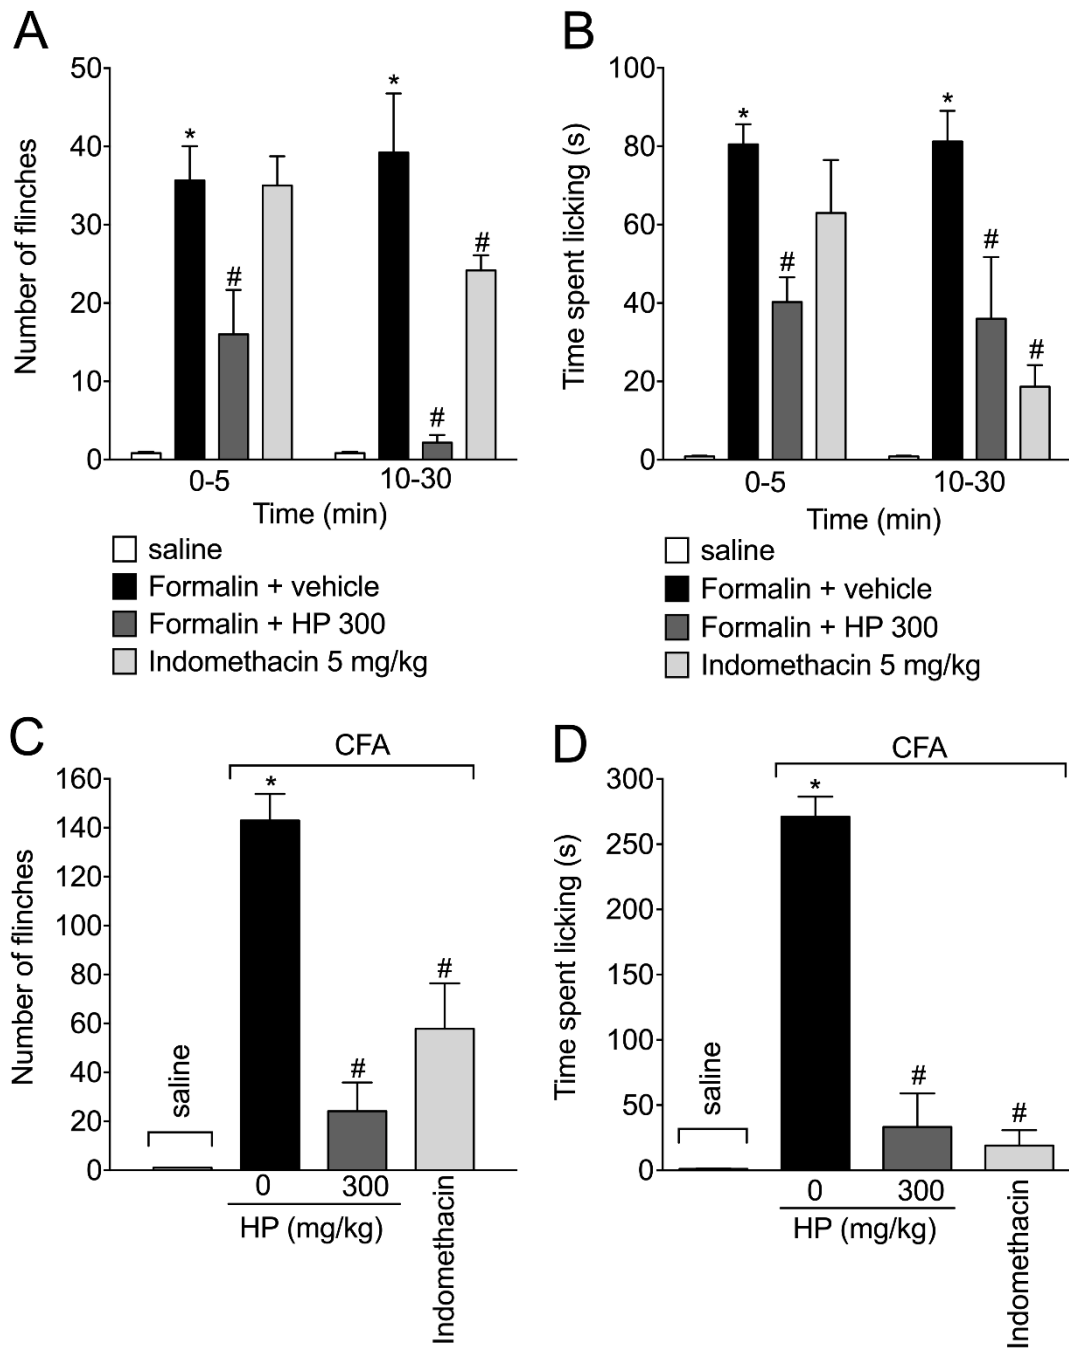 A
50
40
30
20
10
0
Number of flinches
*
#
*
#
#
0-5
10-30
Time (min)
saline
Formalin + vehicle
Formalin + HP 300
Indomethacin 5 mg/kg
B
100
80
60
40
20
0
Time spent licking (s)
*
#
*
#
#
0-5
10-30
Time (min)
saline
Formalin + vehicle
Formalin + HP 300
Indomethacin 5 mg/kg
C
CFA
160
140
120
100
80
60
40
20
0
Number of flinches
saline
*
#
#
0
300
HP (mg/kg)
Indomethacin
D
CFA
300
250
200
150
100
50
0
Time spent licking (s)
saline
*
#
#
0
300
HP (mg/kg)
Indomethacin